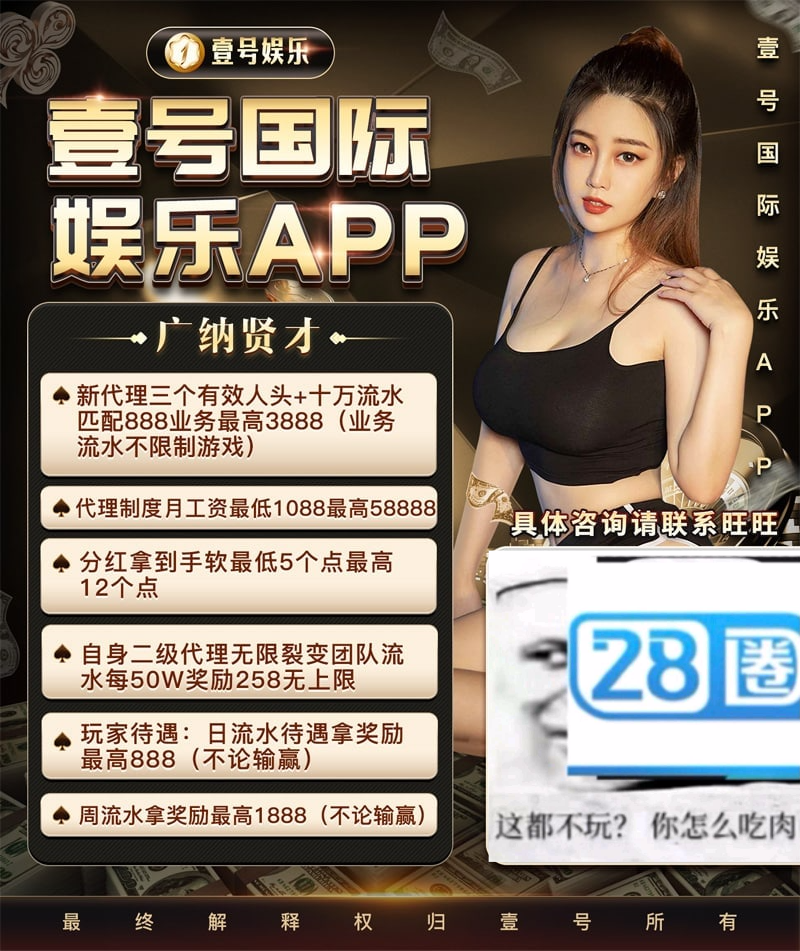 壹号娱乐
壹号国际
娱乐APP
壹号国际娱乐APP
广纳贤才
新代理三个有效人头+十万流水
匹配888业务最高3888（业务
流水不限制游戏）
代理制度月工资最低1088最高58888
分红拿到手软最低5个点最高
12个点
自身二级代理无限裂变团队流
水每50W奖励258无上限
玩家待遇：日流水待遇拿奖励
最高888（不论输赢）
周流水拿奖励最高1888（不论输赢）
具体咨询请联系旺旺
28圈
这都不玩？ 你怎么吃肉
最终解释权归壹号所有